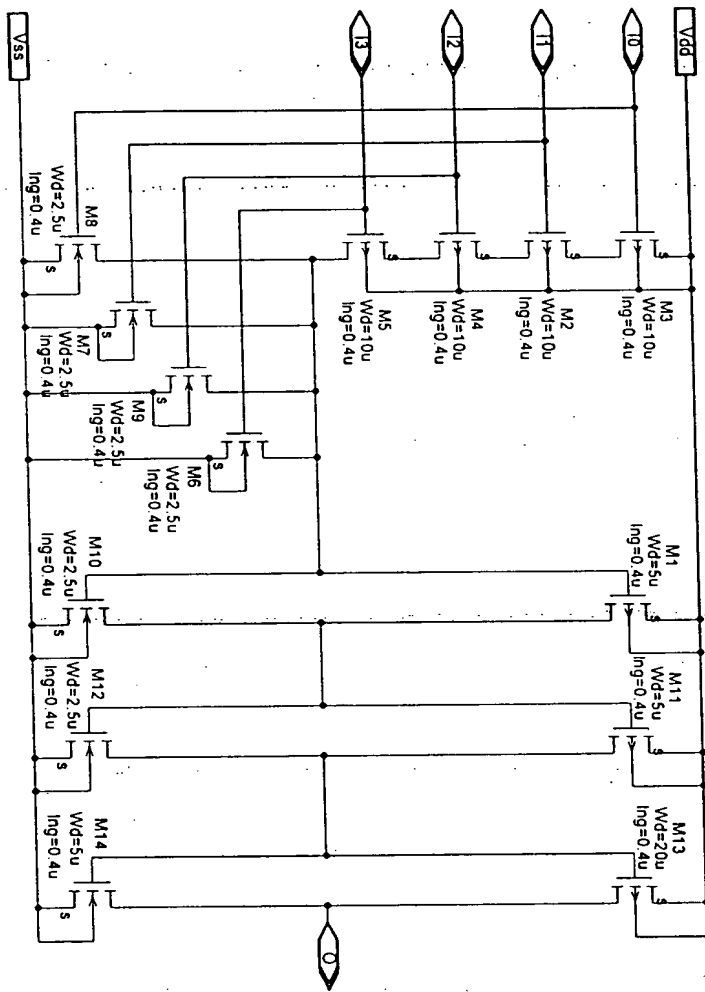 Vdd
I0
I1
I2
I3
Vss
M3
Wd=10u
lng=0.4u
s
M2
Wd=10u
lng=0.4u
s
M4
Wd=10u
lng=0.4u
s
M5
Wd=10u
lng=0.4u
s
M8
Wd=2.5u
lng=0.4u
s
M7
Wd=2.5u
lng=0.4u
s
M9
Wd=2.5u
lng=0.4u
s
M6
Wd=2.5u
lng=0.4u
s
M1
Wd=5u
lng=0.4u
s
M10
Wd=2.5u
lng=0.4u
s
M11
Wd=5u
lng=0.4u
s
M12
Wd=2.5u
lng=0.4u
s
M13
Wd=20u
lng=0.4u
s
M14
Wd=5u
lng=0.4u
s
O